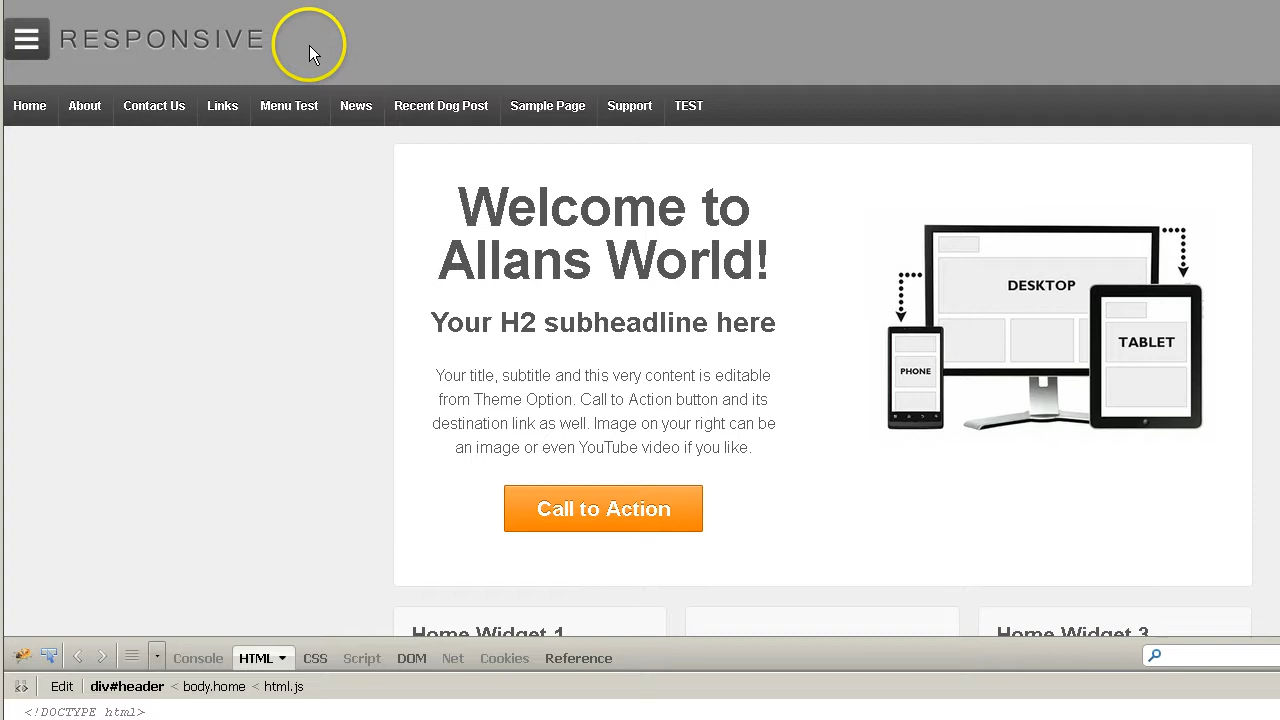 RESPONSIVE
Home About Contact Us Links Menu Test News Recent Dog Post Sample Page Support TEST
Welcome to
Allans World!
Your H2 subheadline here
Your title, subtitle and this very content is editable
from Theme Option. Call to Action button and its
destination link as well. Image on your right can be
an image or even YouTube video if you like.
Call to Action
DESKTOP
TABLET
PHONE
Home Widget 1
Home Widget 3
Console HTML CSS Script DOM Net Cookies Reference
Edit div#header < body.home < html.js
<!DOCTYPE html>